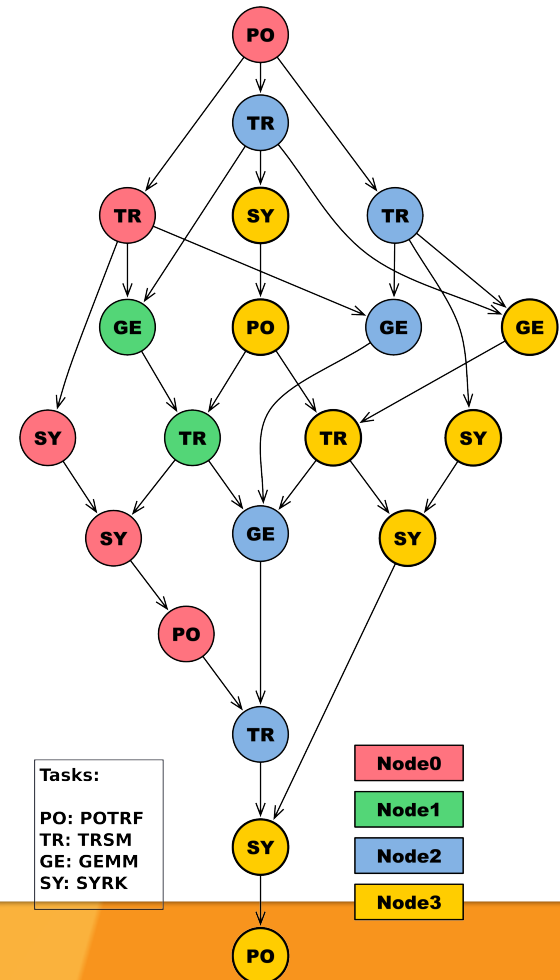 PO
TR
TR
SY
TR
GE
PO
GE
GE
SY
TR
TR
SY
SY
GE
SY
PO
TR
Tasks:
PO: POTRF
TR: TRSM
GE: GEMM
SY: SYRK
Node0
Node1
Node2
Node3
SY
PO